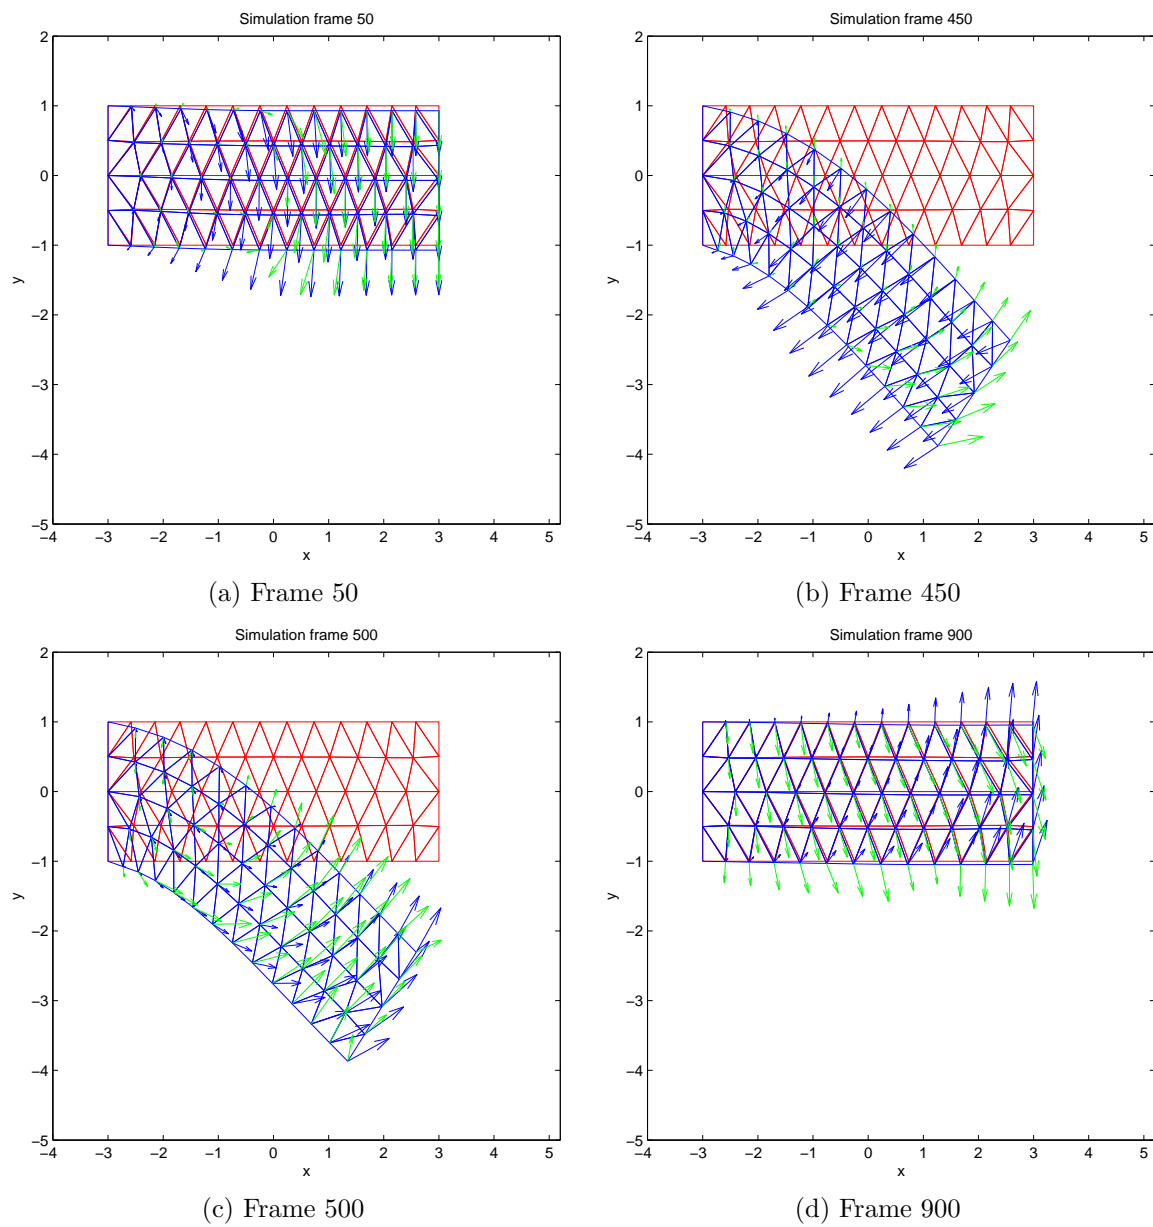 Simulation frame 50
2
1
0
−1
−2
−3
−4
−5
y
−4 −3 −2 −1 0 1 2 3 4 5
x
(a) Frame 50
Simulation frame 450
2
1
0
−1
−2
−3
−4
−5
y
−4 −3 −2 −1 0 1 2 3 4 5
x
(b) Frame 450
Simulation frame 500
2
1
0
−1
−2
−3
−4
−5
y
−4 −3 −2 −1 0 1 2 3 4 5
x
(c) Frame 500
Simulation frame 900
2
1
0
−1
−2
−3
−4
−5
y
−4 −3 −2 −1 0 1 2 3 4 5
x
(d) Frame 900